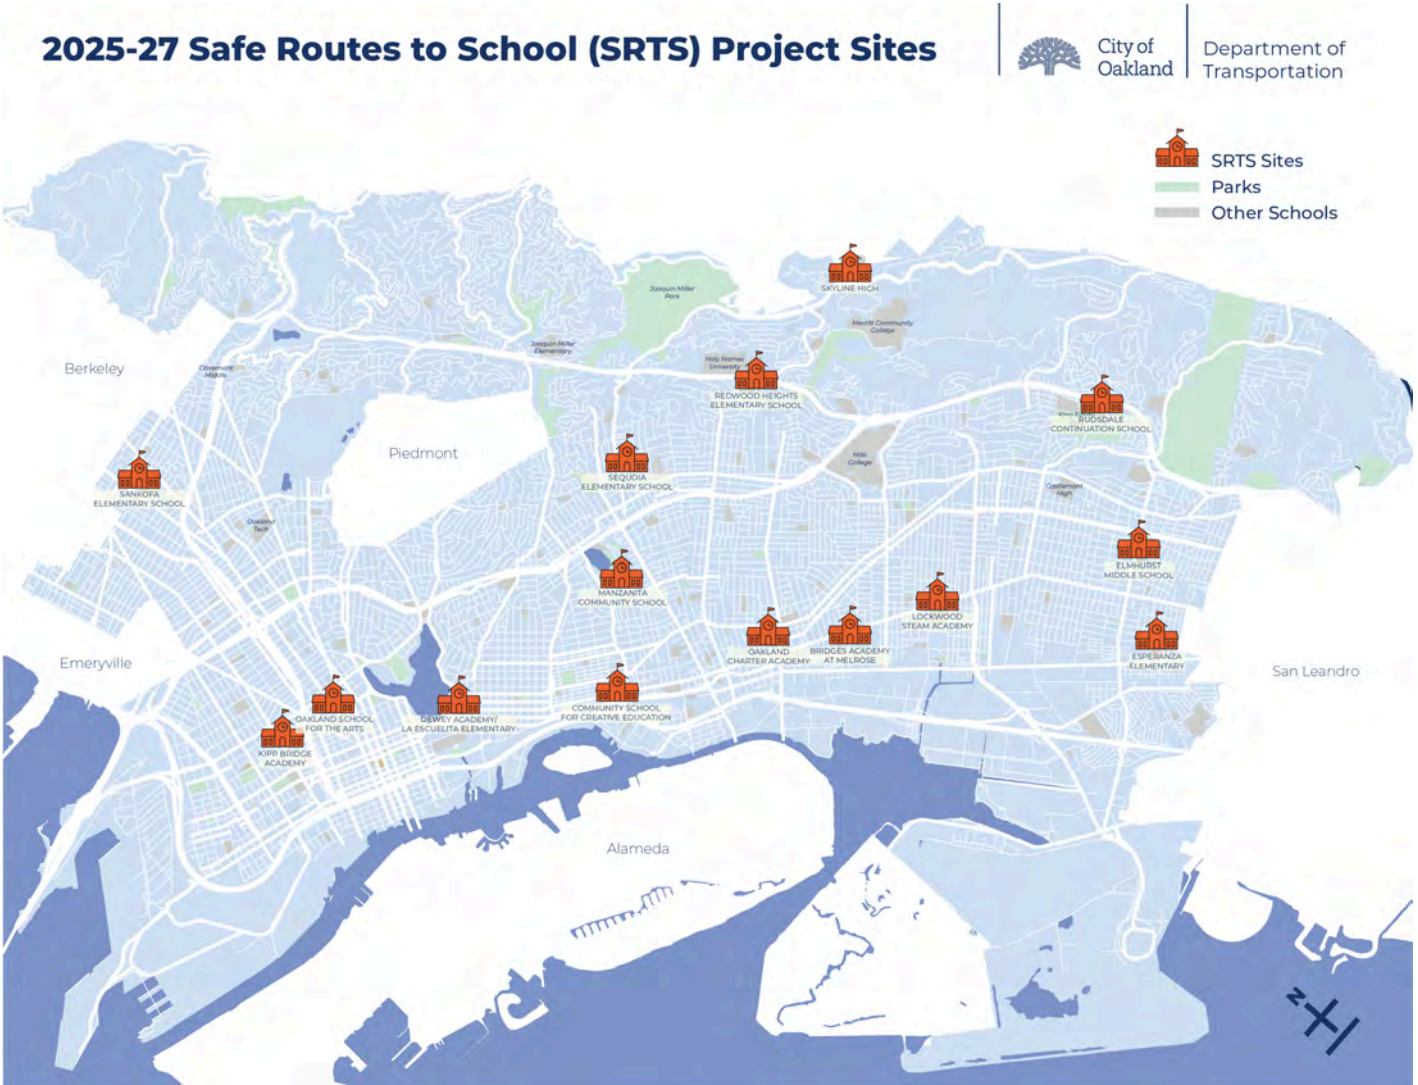 2025-27 Safe Routes to School (SRTS) Project Sites
City of
Oakland
Department of
Transportation
SRTS Sites
Parks
Other Schools
SKYLINE HIGH
Joaquin Miller
Park
Merritt Community
College
Joaquin Miller
Elementary
Holy Names
University
Berkeley
Claremont
Middle
REDWOOD HEIGHTS
ELEMENTARY SCHOOL
RUDSDALE
CONTINUATION SCHOOL
Piedmont
Mills
College
SEQUOIA
ELEMENTARY SCHOOL
SANKOFA
ELEMENTARY SCHOOL
Castlemont
High
Oakland
Tech
ELMHURST
MIDDLE SCHOOL
MANZANITA
COMMUNITY SCHOOL
LOCKWOOD
STEAM ACADEMY
OAKLAND
CHARTER ACADEMY
BRIDGES ACADEMY
AT MELROSE
ESPERANZA
ELEMENTARY
Emeryville
San Leandro
OAKLAND SCHOOL
FOR THE ARTS
DEWEY ACADEMY/
LA ESCUELITA ELEMENTARY
COMMUNITY SCHOOL
FOR CREATIVE EDUCATION
KIPP BRIDGE
ACADEMY
Alameda
N